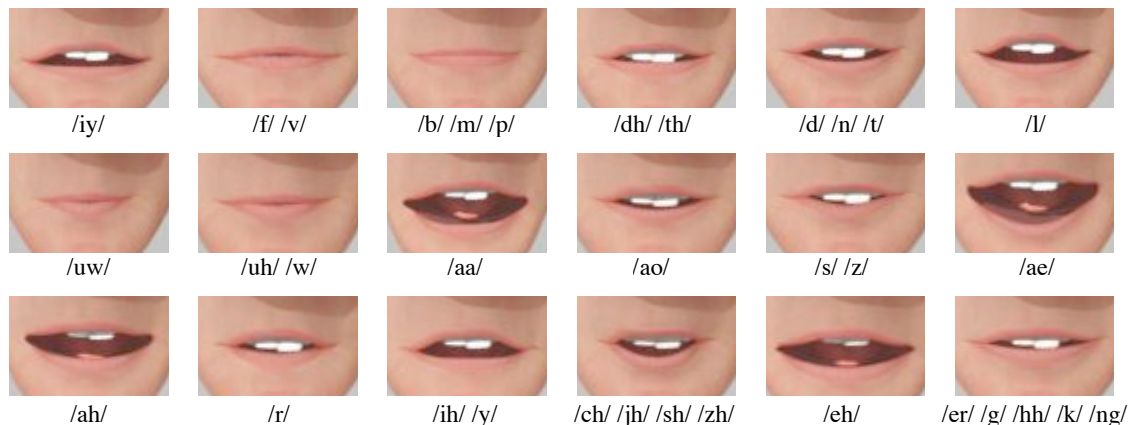 /iy/ /f/ /v/ /b/ /m/ /p/ /dh/ /th/ /d/ /n/ /t/ /l/
/uw/ /uh/ /w/ /aa/ /ao/ /s/ /z/ /ae/
/ah/ /r/ /ih/ /y/ /ch/ /jh/ /sh/ /zh/ /eh/ /er/ /g/ /hh/ /k/ /ng/